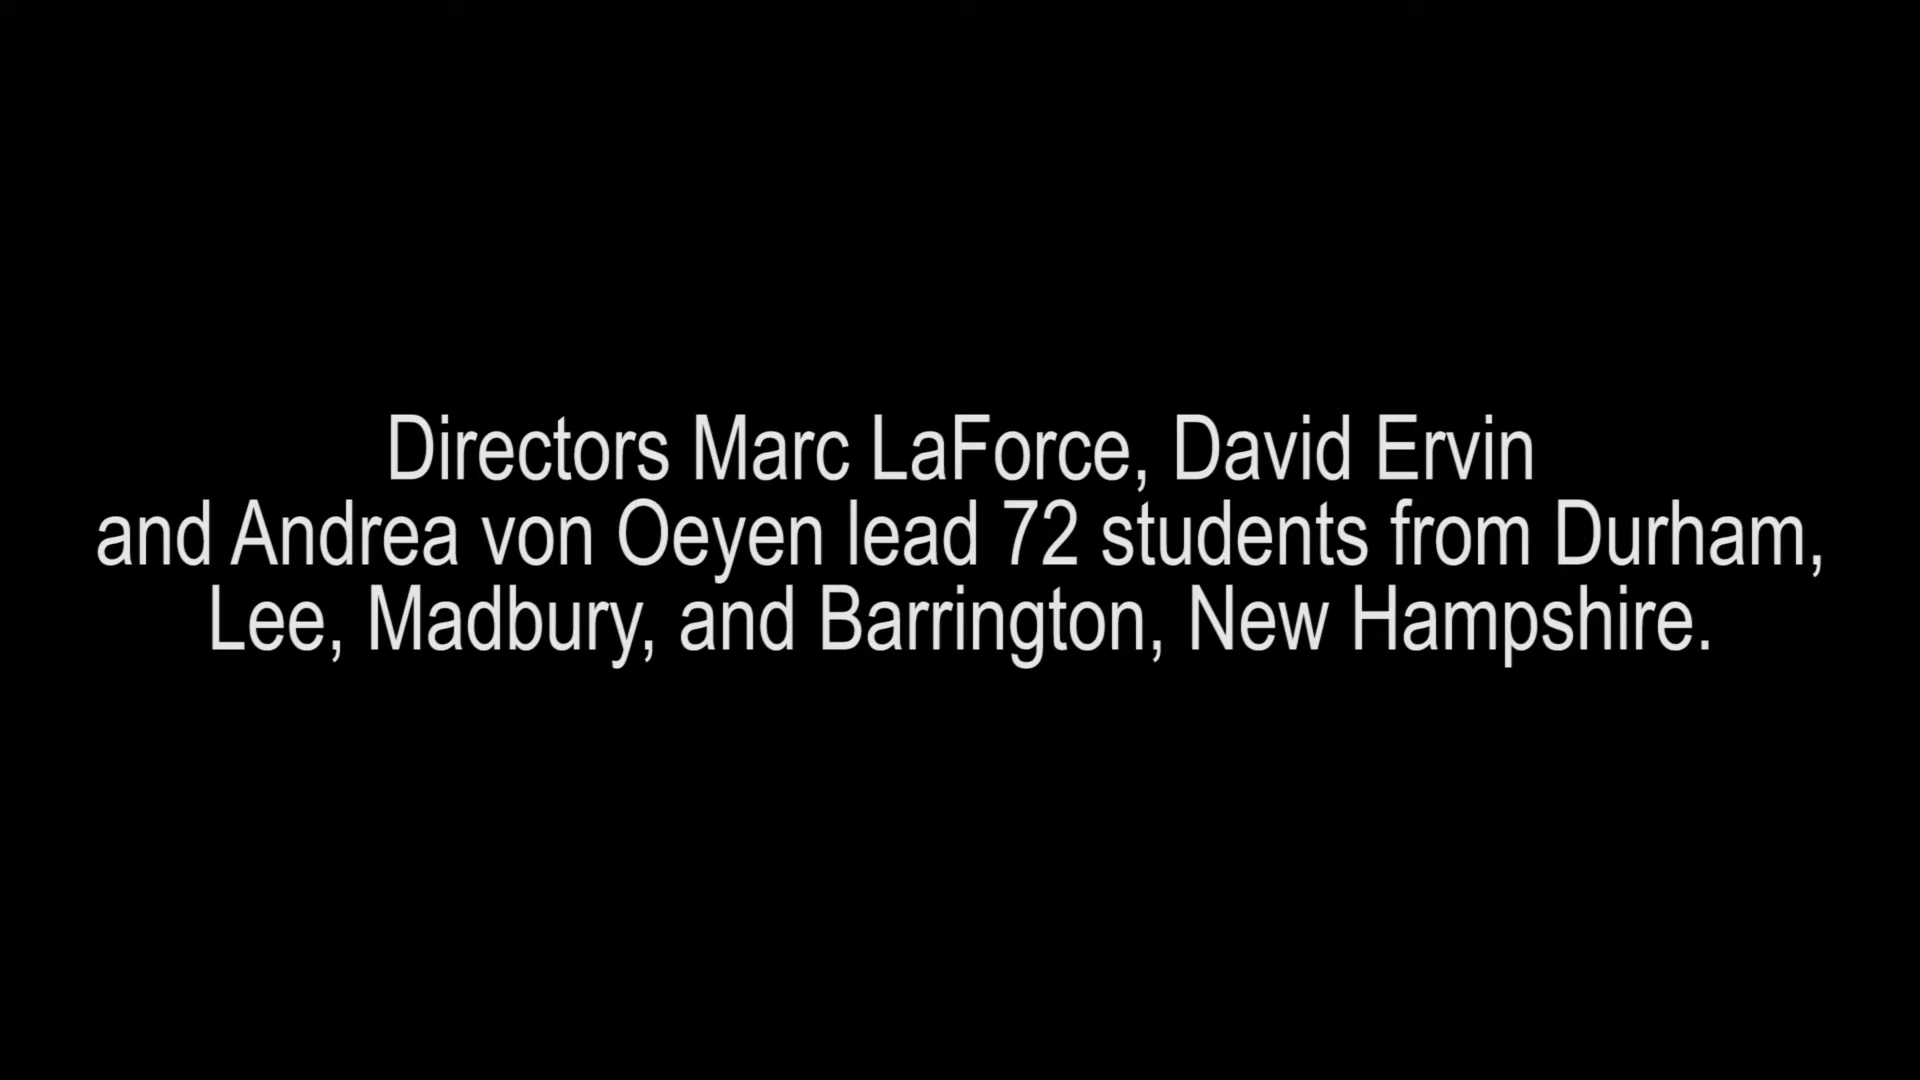 Directors Marc LaForce, David Ervin
and Andrea von Oeyen lead 72 students from Durham,
Lee, Madbury, and Barrington, New Hampshire.